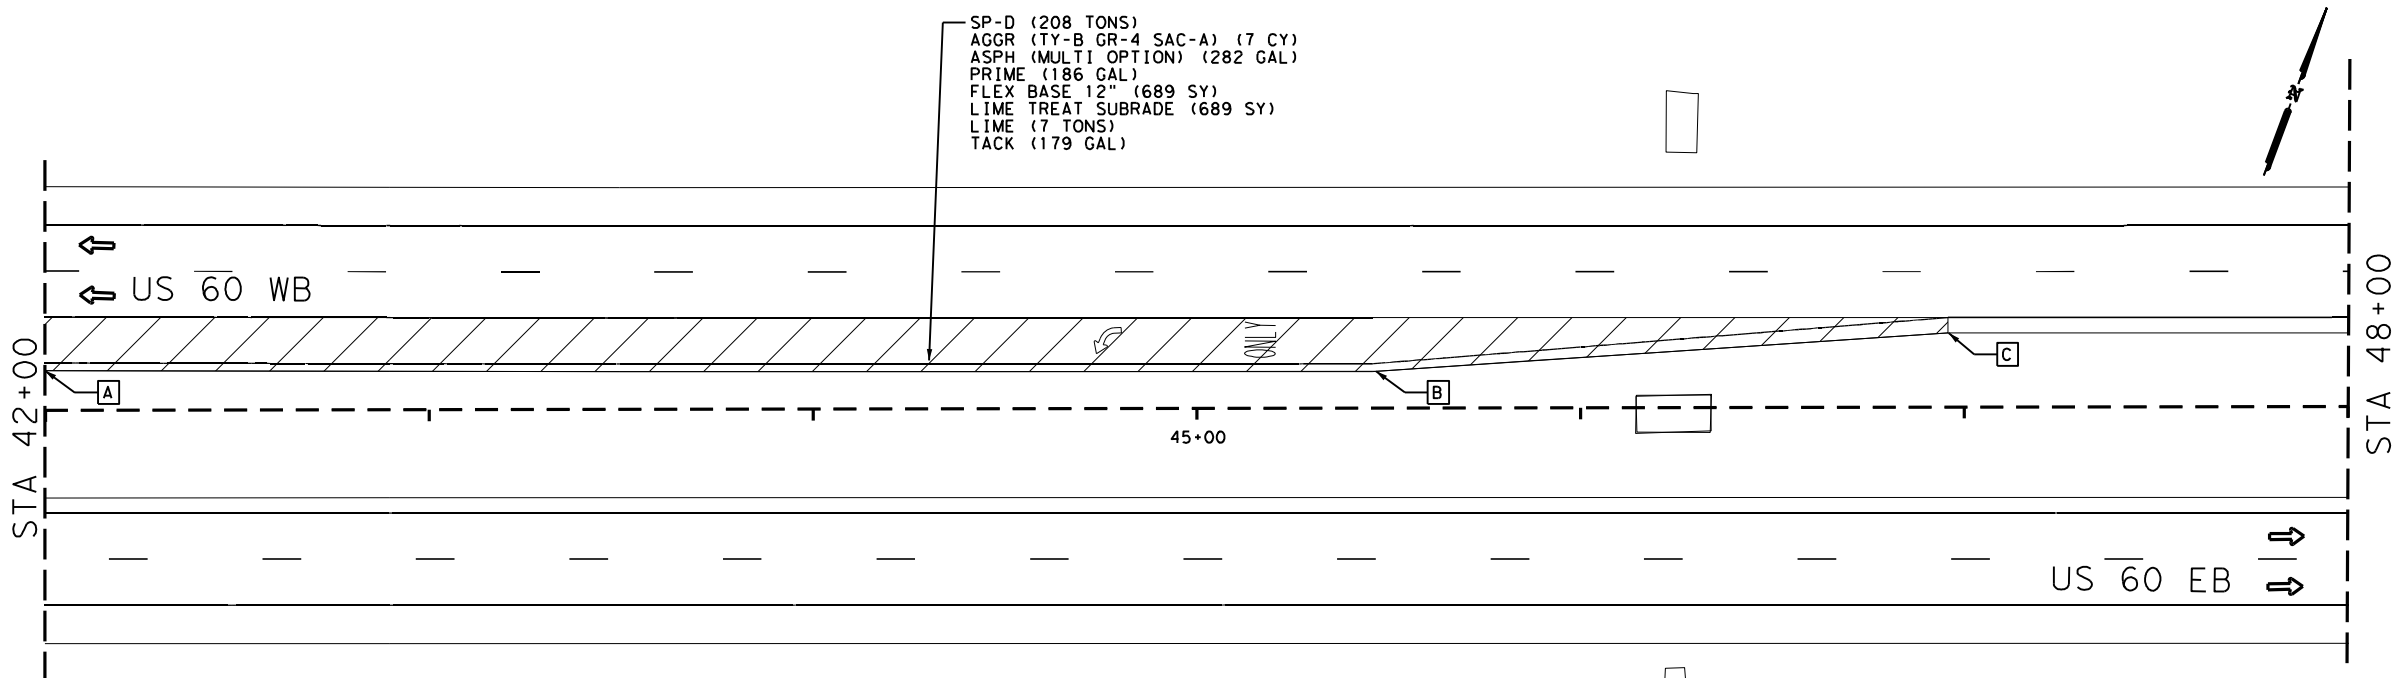 SP-D (208 TONS)
AGGR (TY-B GR-4 SAC-A) (7 CY)
ASPH (MULTI OPTION) (282 GAL)
PRIME (186 GAL)
FLEX BASE 12" (689 SY)
LIME TREAT SUBRADE (689 SY)
LIME (7 TONS)
TACK (179 GAL)
US 60 WB
ONLY
A
B
C
45+00
US 60 EB
STA 42+00
STA 48+00